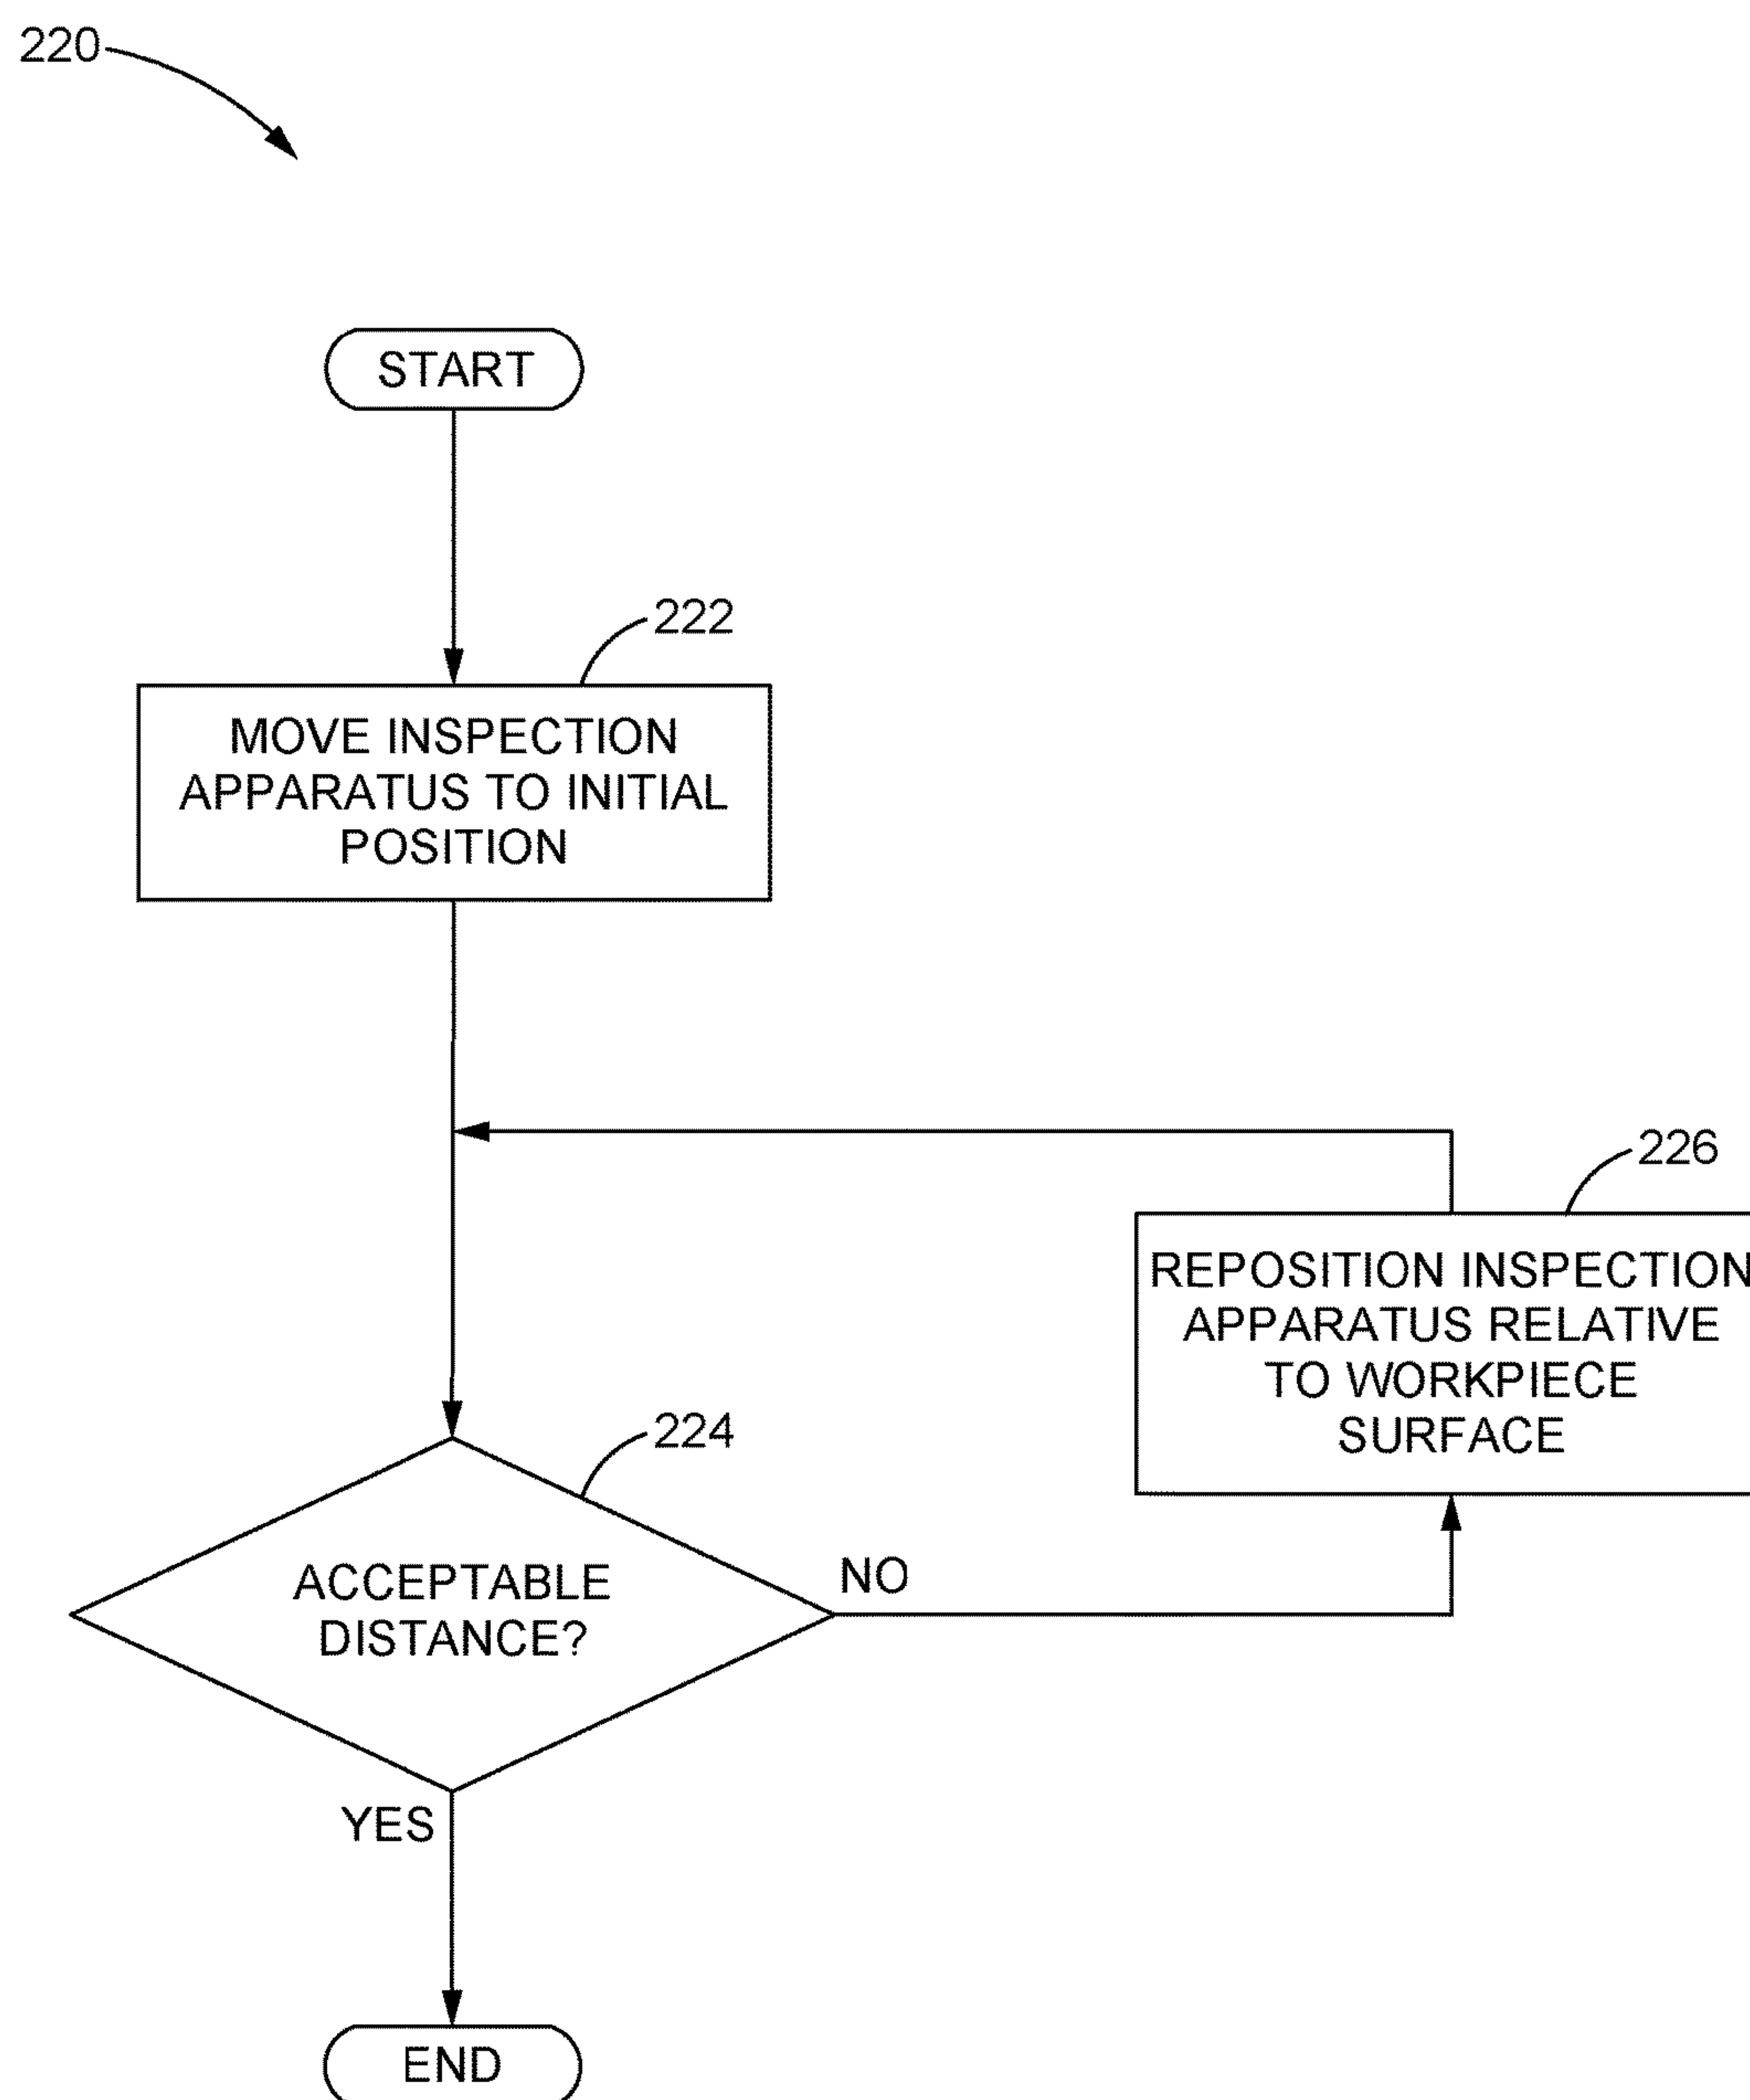 220
START
222
MOVE INSPECTION
APPARATUS TO INITIAL
POSITION
226
REPOSITION INSPECTION
APPARATUS RELATIVE
TO WORKPIECE
SURFACE
224
ACCEPTABLE
DISTANCE?
NO
YES
END